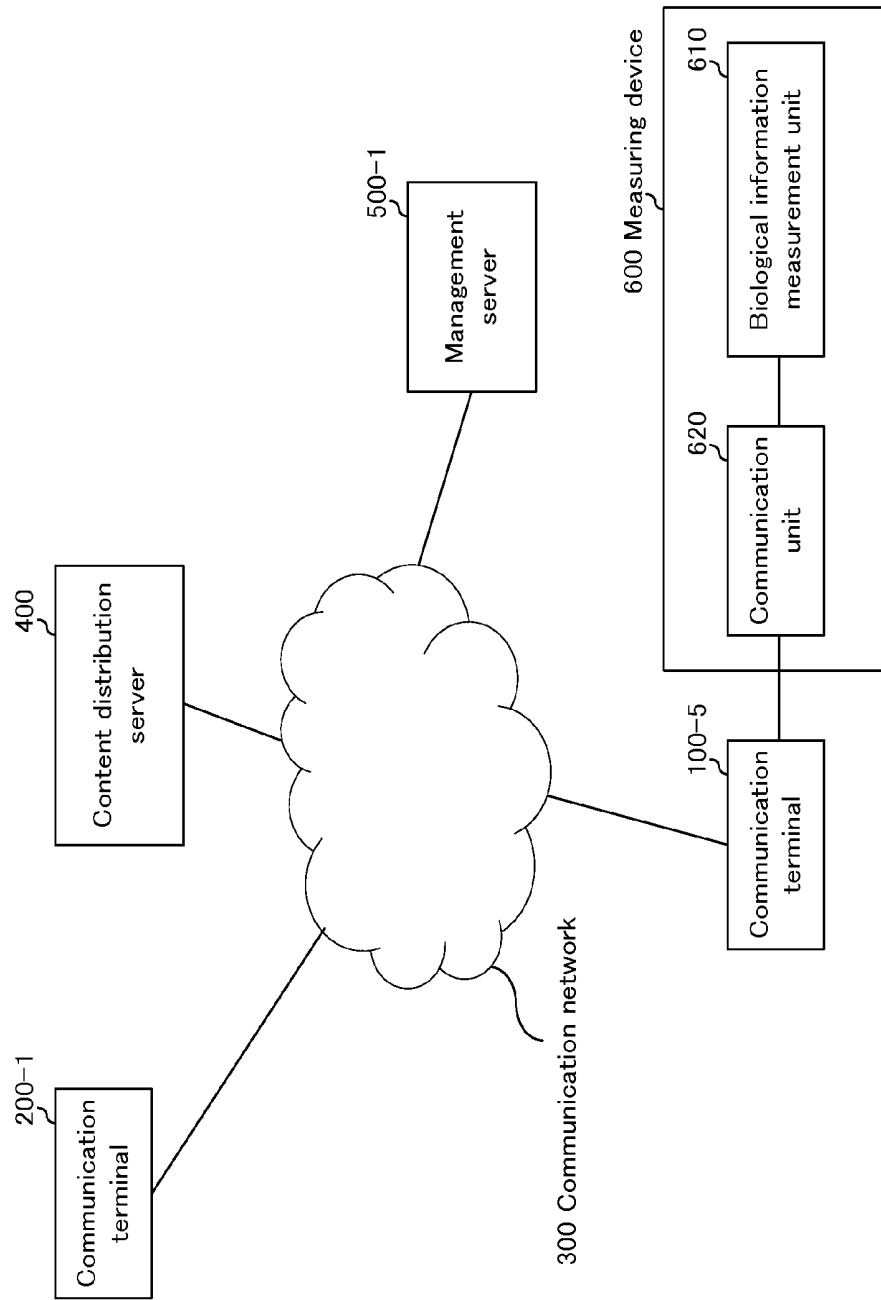 200-1
Communication
terminal
400
Content distribution
server
500-1
Management
server
300 Communication network
100-5
Communication
terminal
600 Measuring device
620
Communication
unit
610
Biological information
measurement unit